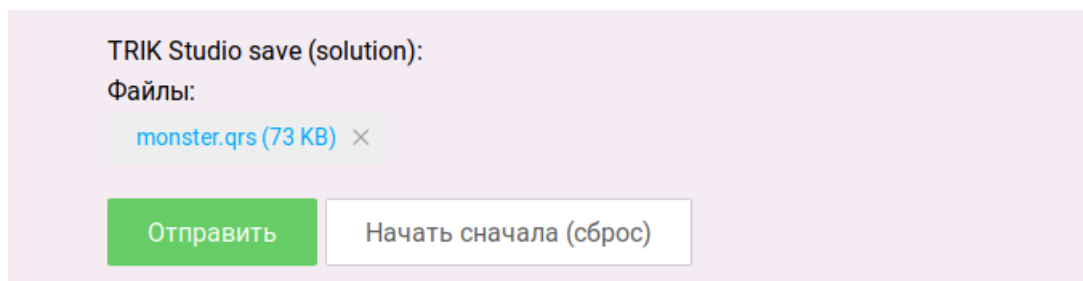 TRIK Studio save (solution):
Файлы:
monster.qrs (73 KB) ×
Отправить
Начать сначала (сброс)